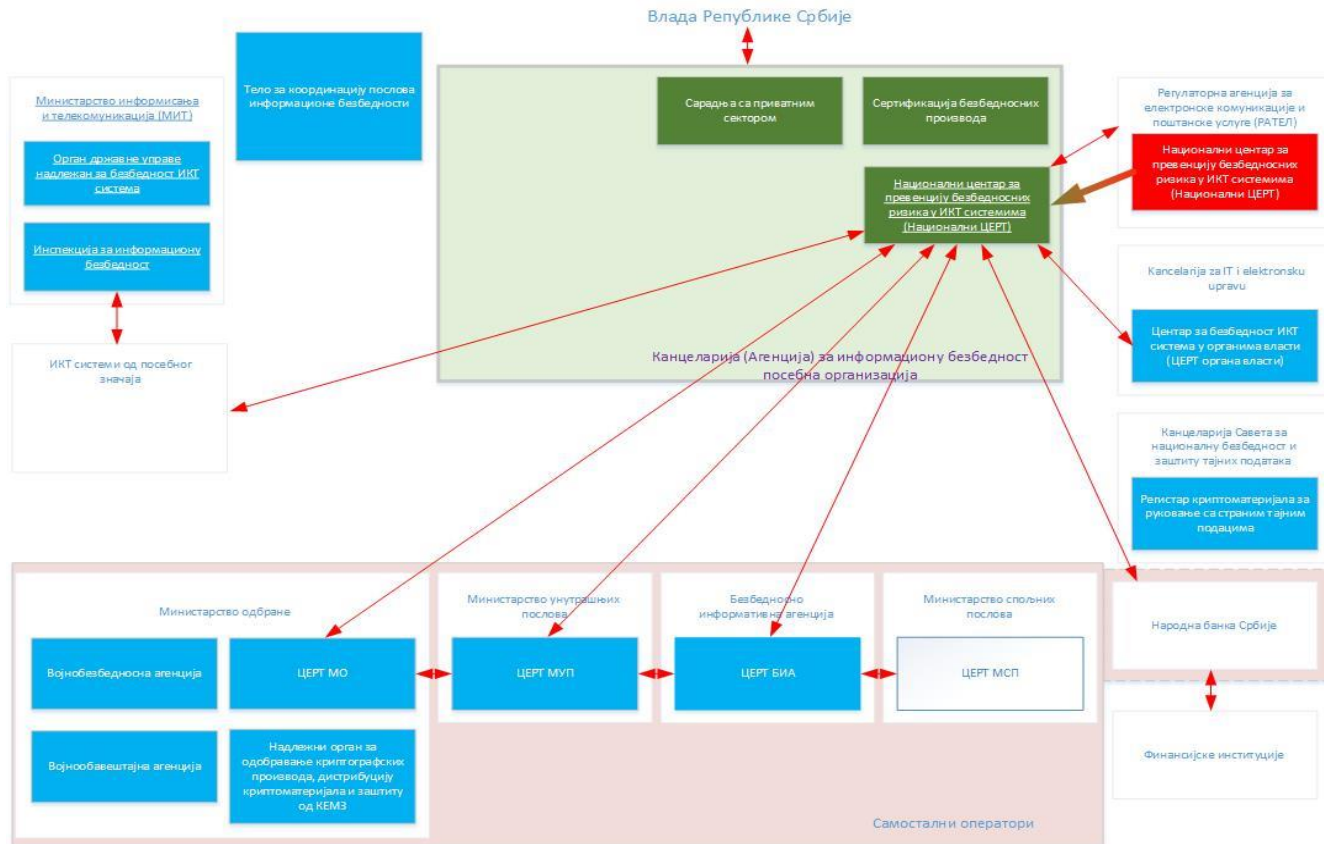 Влада Републике Србије
Министарство информисања
и телекомуникација (МИТ)
Орган државне управе
надлежан за безбедност ИКТ
система
Инспекција за информациону
безбедност
ИКТ системи од посебног
значаја
Тело за координацију послова
информационе безбедности
Сарадња са приватним
сектором
Сертификација безбедносних
производа
Национални центар за
превенцију безбедносних
ризика у ИКТ системима
(Национални ЦЕРТ)
Канцеларија (Агенција) за информациону безбедност
посебна организација
Регулаторна агенција за
електронске комуникације и
поштанске услуге (РАТЕЛ)
Национални центар за
превенцију безбедносних
ризика у ИКТ системима
(Национални ЦЕРТ)
Kancelarija za IT i elektronsku
upravu
Центар за безбедност ИКТ
система у органима власти
(ЦЕРТ органа власти)
Канцеларија Савета за
националну безбедност и
заштиту тајних података
Регистар криптоматеријала за
руковање са страним тајним
подацима
Министарство одбране
Војнобезбедносна агенција
ЦЕРТ МО
Војнообавештајна агенција
Надлежни орган за
одобравање криптографских
производа, дистрибуцију
криптоматеријала и заштиту
од КЕМЗ
Министарство унутрашњих
послова
ЦЕРТ МУП
Безбедносно
информативна агенција
ЦЕРТ БИА
Министарство спољних
послова
ЦЕРТ МСП
Самостални оператори
Народна банка Србије
Финансијске институције